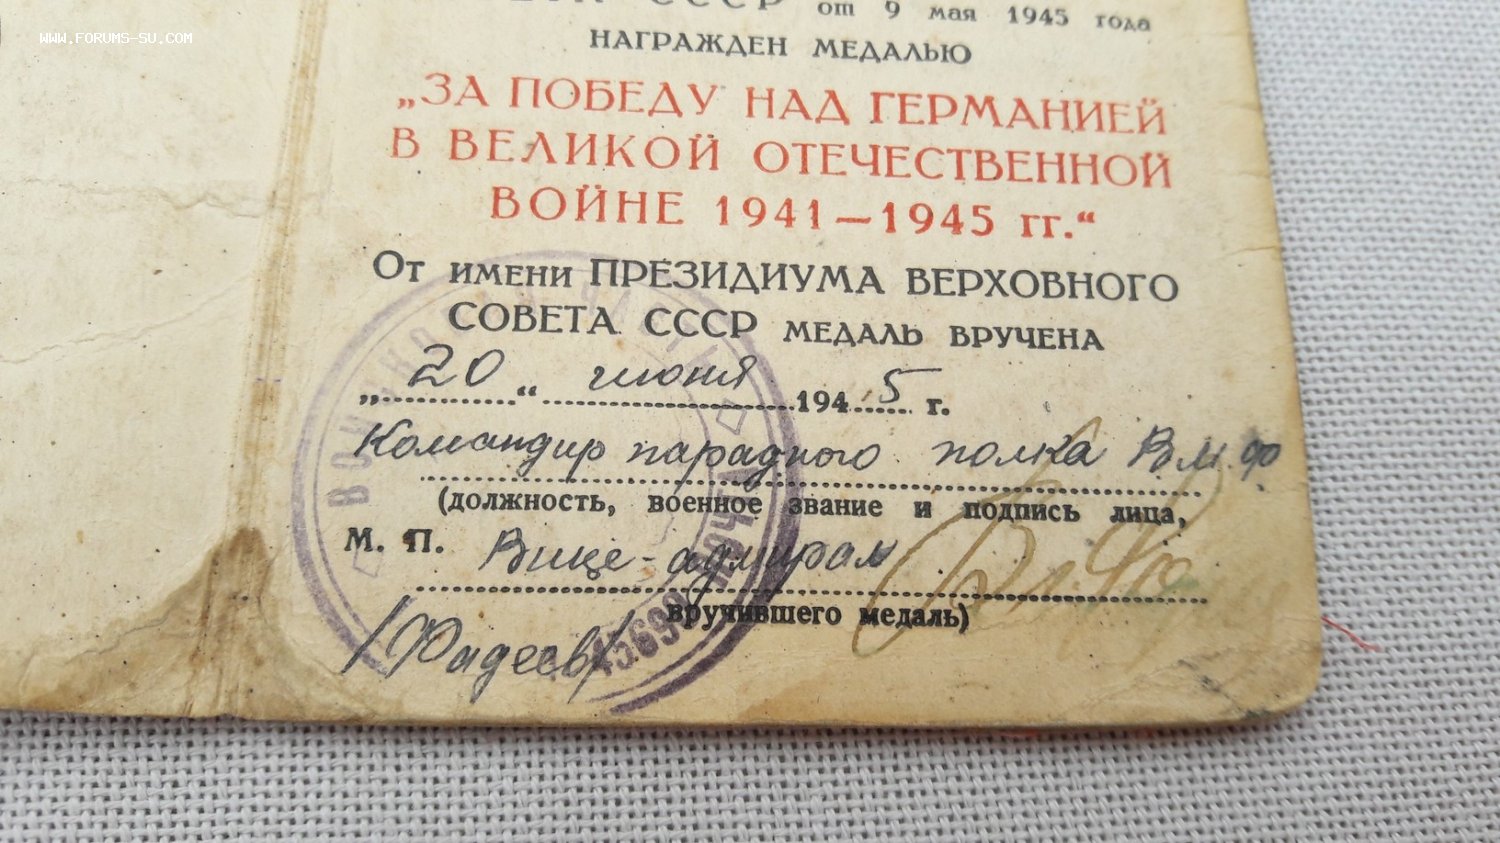 WWW.FORUMS-SU.COM
СССР от 9 мая 1945 года
НАГРАЖДЕН МЕДАЛЬЮ
„ЗА ПОБЕДУ НАД ГЕРМАНИЕЙ
В ВЕЛИКОЙ ОТЕЧЕСТВЕННОЙ
ВОЙНЕ 1941—1945 гг.“
От имени ПРЕЗИДИУМА ВЕРХОВНОГО
СОВЕТА СССР МЕДАЛЬ ВРУЧЕНА
„20“ июня 1945 г.
Командир парадного полка ВМФ
(должность, военное звание и подпись лица,
М. П. Вице-адмирал
вручившего медаль)
/Фадеев/